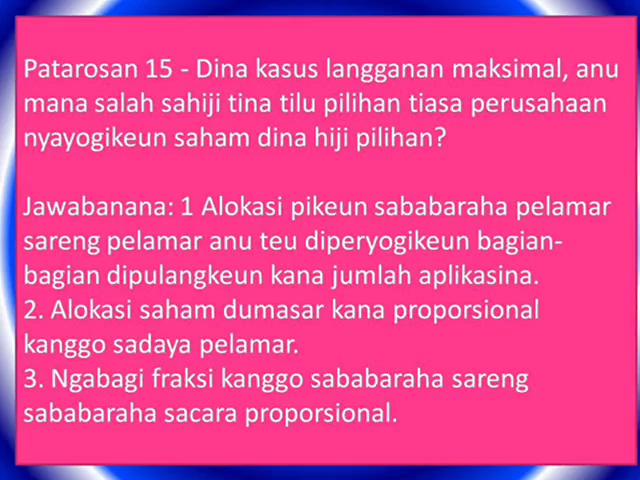 Patarosan 15 - Dina kasus langganan maksimal, anu
mana salah sahiji tina tilu pilihan tiasa perusahaan
nyayogikeun saham dina hiji pilihan?
Jawabanana: 1 Alokasi pikeun sababaraha pelamar
sareng pelamar anu teu diperyogikeun bagian-
bagian dipulangkeun kana jumlah aplikasina.
2. Alokasi saham dumasar kana proporsional
kanggo sadaya pelamar.
3. Ngabagi fraksi kanggo sababaraha sareng
sababaraha sacara proporsional.